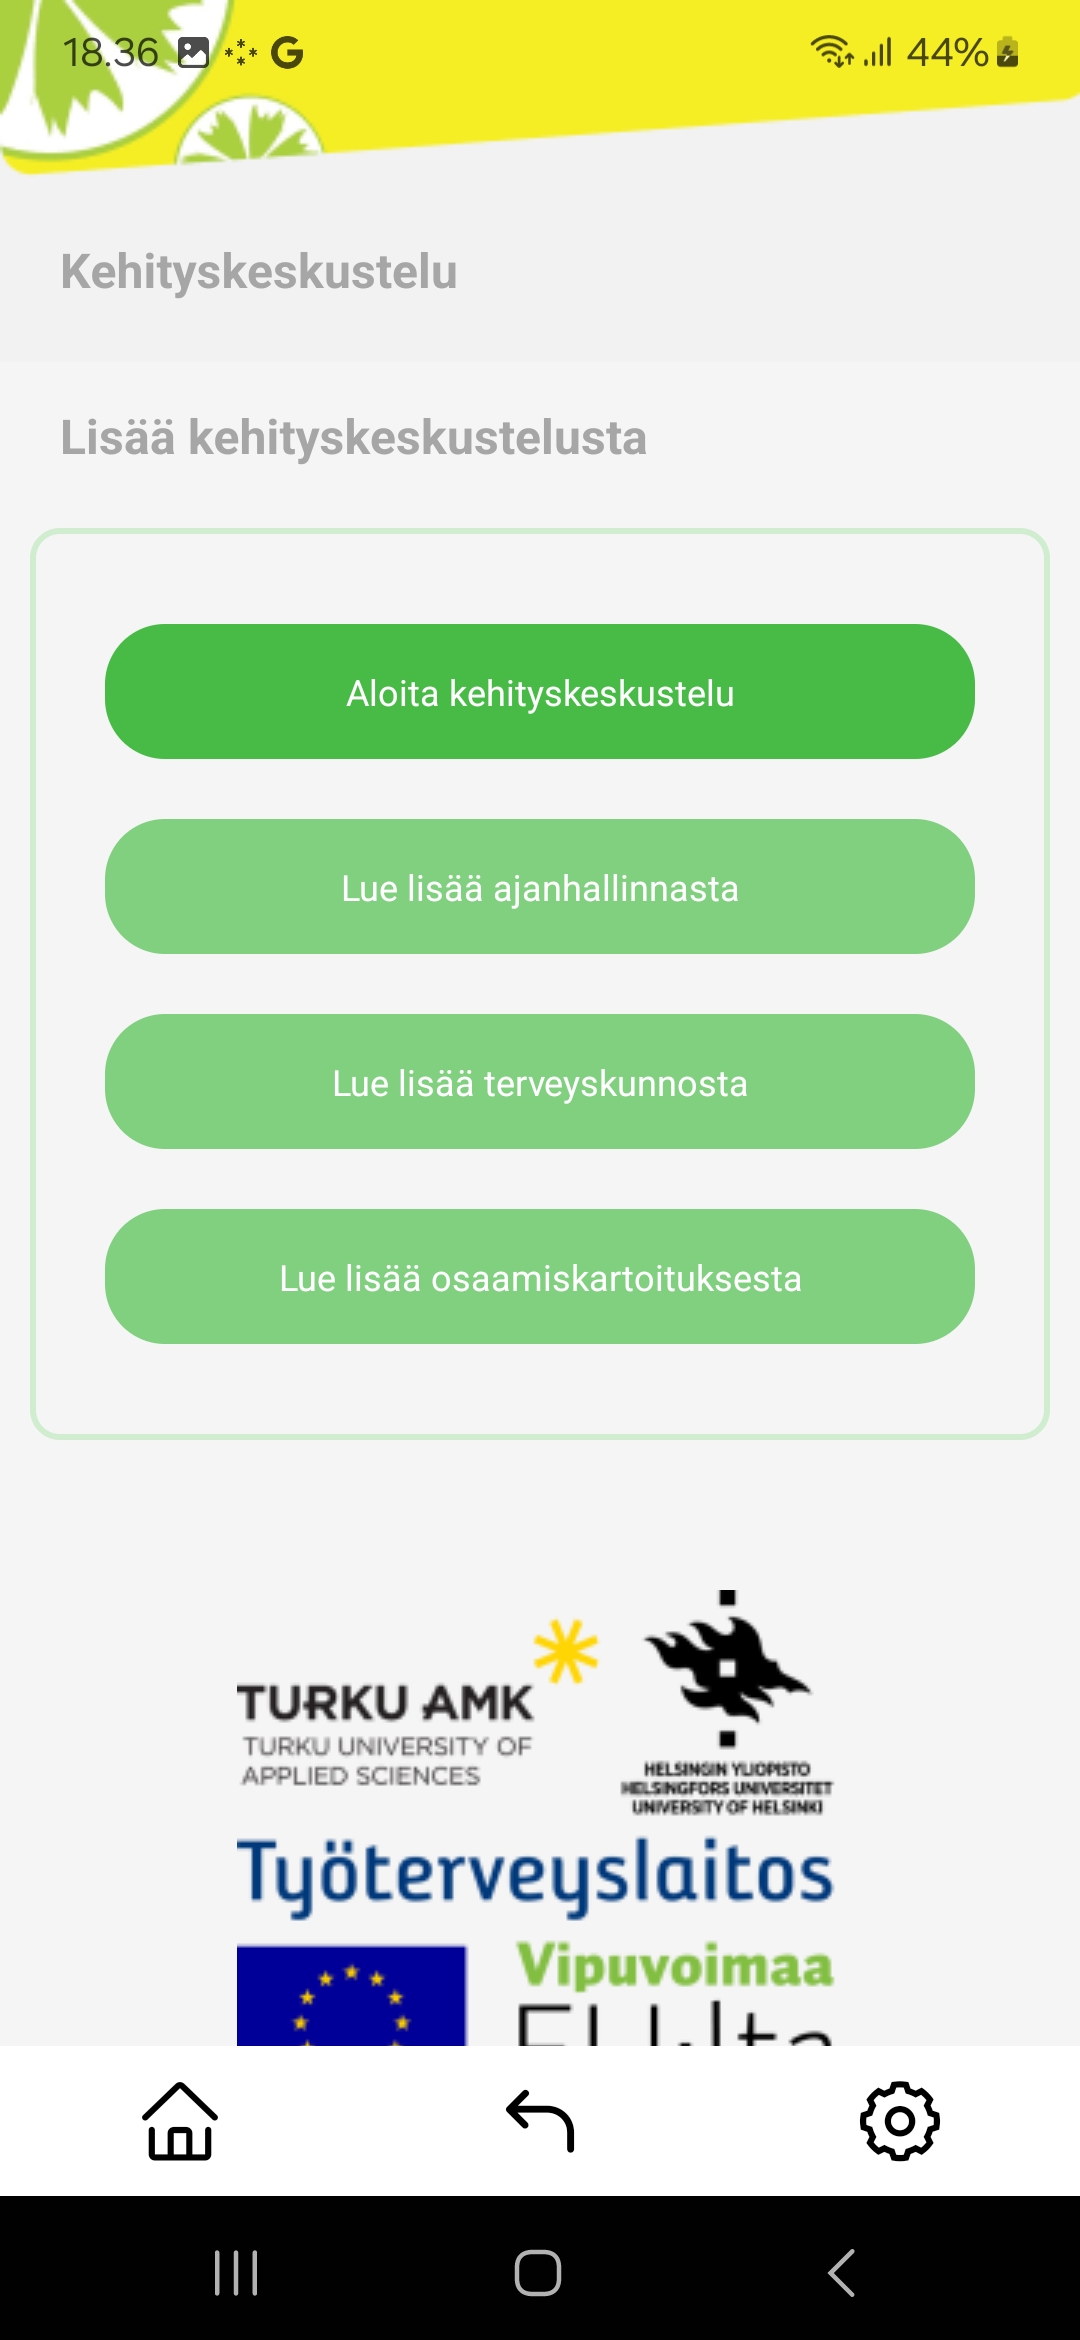 18.36
44%
Kehityskeskustelu
Lisää kehityskeskustelusta
Aloita kehityskeskustelu
Lue lisää ajanhallinnasta
Lue lisää terveyskunnosta
Lue lisää osaamiskartoituksesta
TURKU AMK
TURKU UNIVERSITY OF
APPLIED SCIENCES
HELSINGIN YLIOPISTO
HELSINGFORS UNIVERSITET
UNIVERSITY OF HELSINKI
Työterveyslaitos
Vipuvoimaa